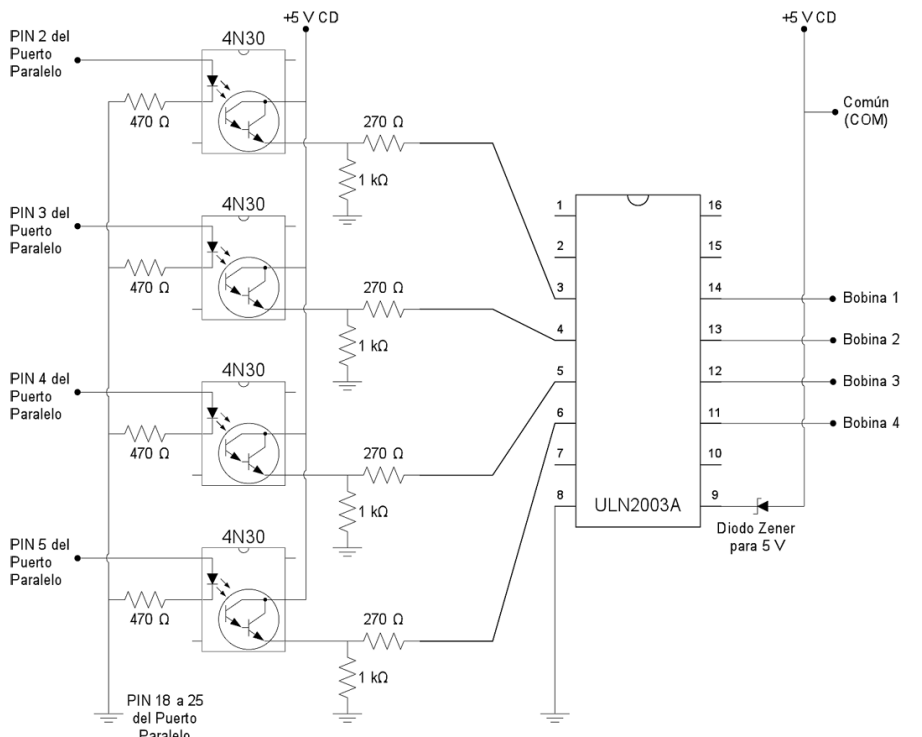 +5 V CD
+5 V CD
PIN 2 del
Puerto
Paralelo
4N30
470 Ω
270 Ω
1 kΩ
Común
(COM)
PIN 3 del
Puerto
Paralelo
4N30
470 Ω
270 Ω
1 kΩ
PIN 4 del
Puerto
Paralelo
4N30
470 Ω
270 Ω
1 kΩ
PIN 5 del
Puerto
Paralelo
4N30
470 Ω
270 Ω
1 kΩ
PIN 18 a 25
del Puerto
Paralelo
1
16
2
15
3
14
Bobina 1
4
13
Bobina 2
5
12
Bobina 3
6
11
Bobina 4
7
10
8
ULN2003A
9
Diodo Zener
para 5 V